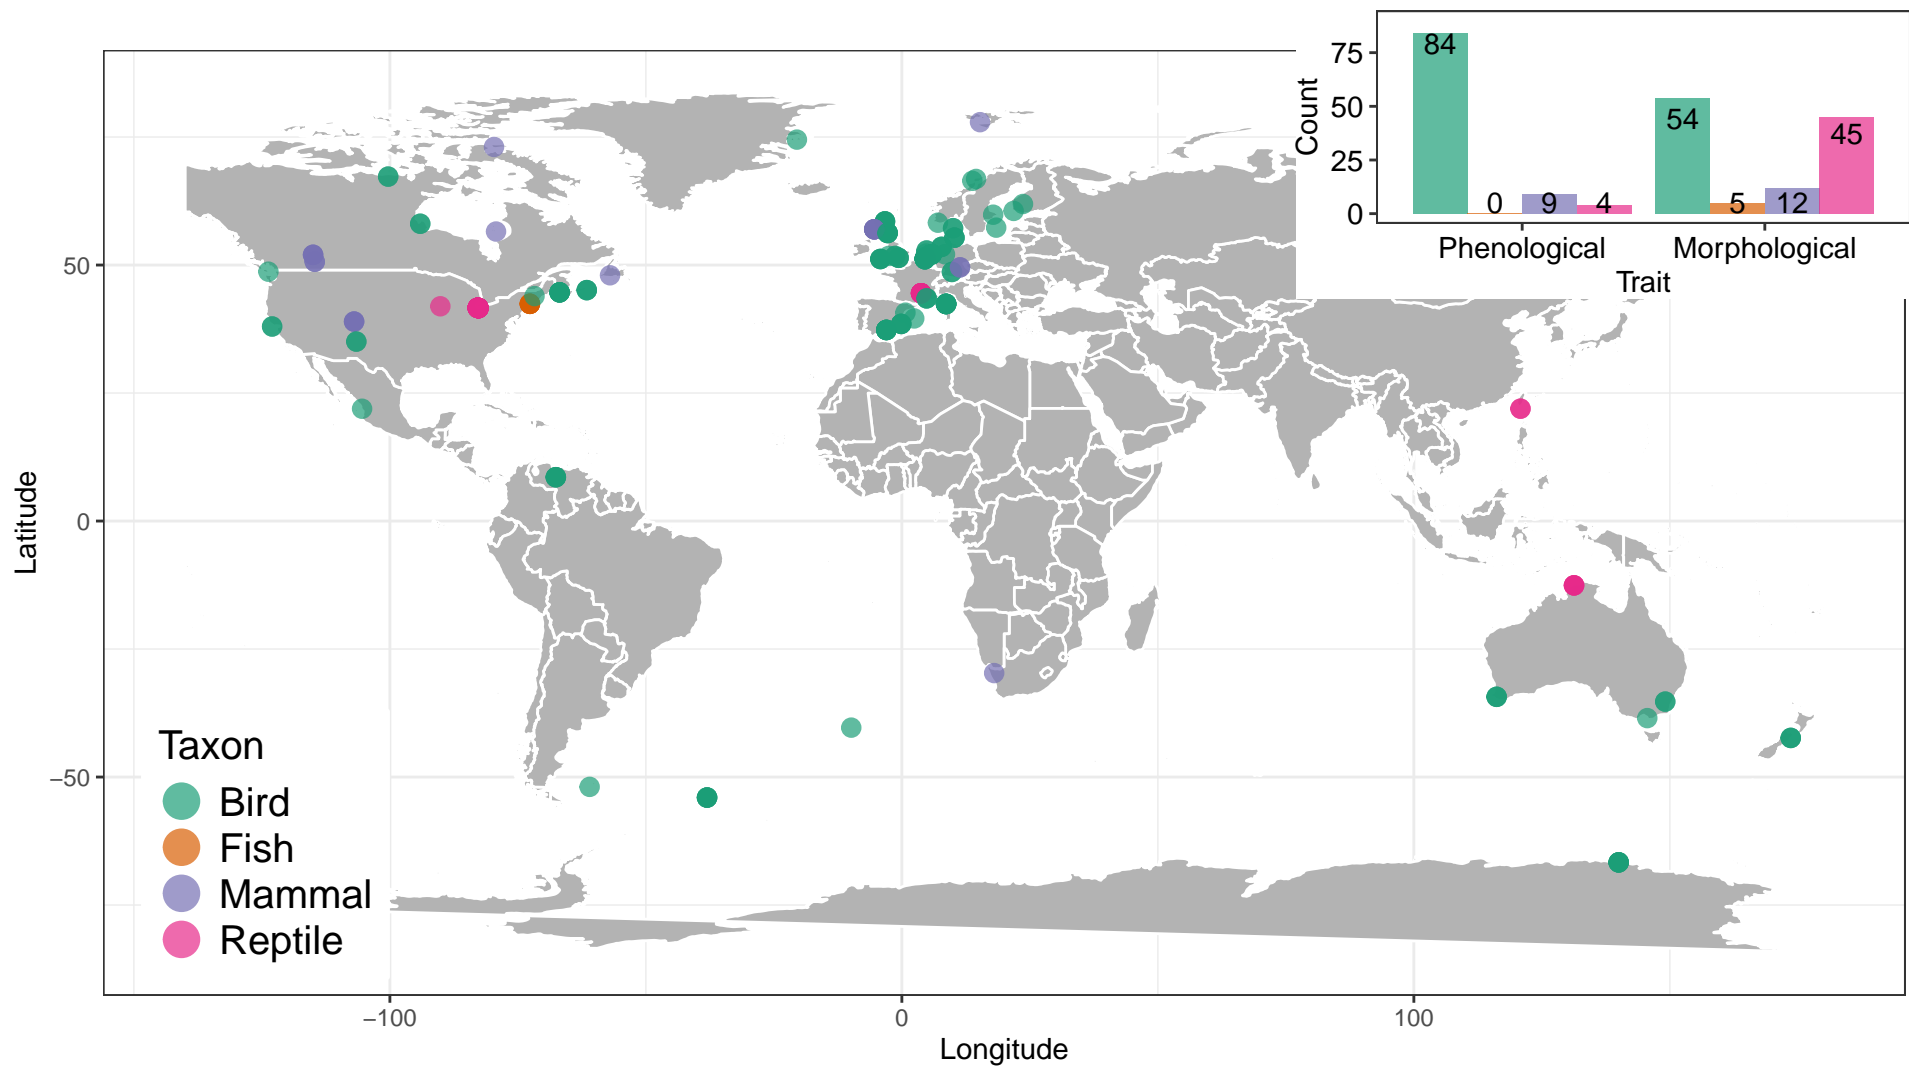 75
50
25
0
Count
84
0
9
4
54
5
12
45
Phenological
Morphological
Trait
50
0
−50
Latitude
Taxon
Bird
Fish
Mammal
Reptile
−100
0
100
Longitude